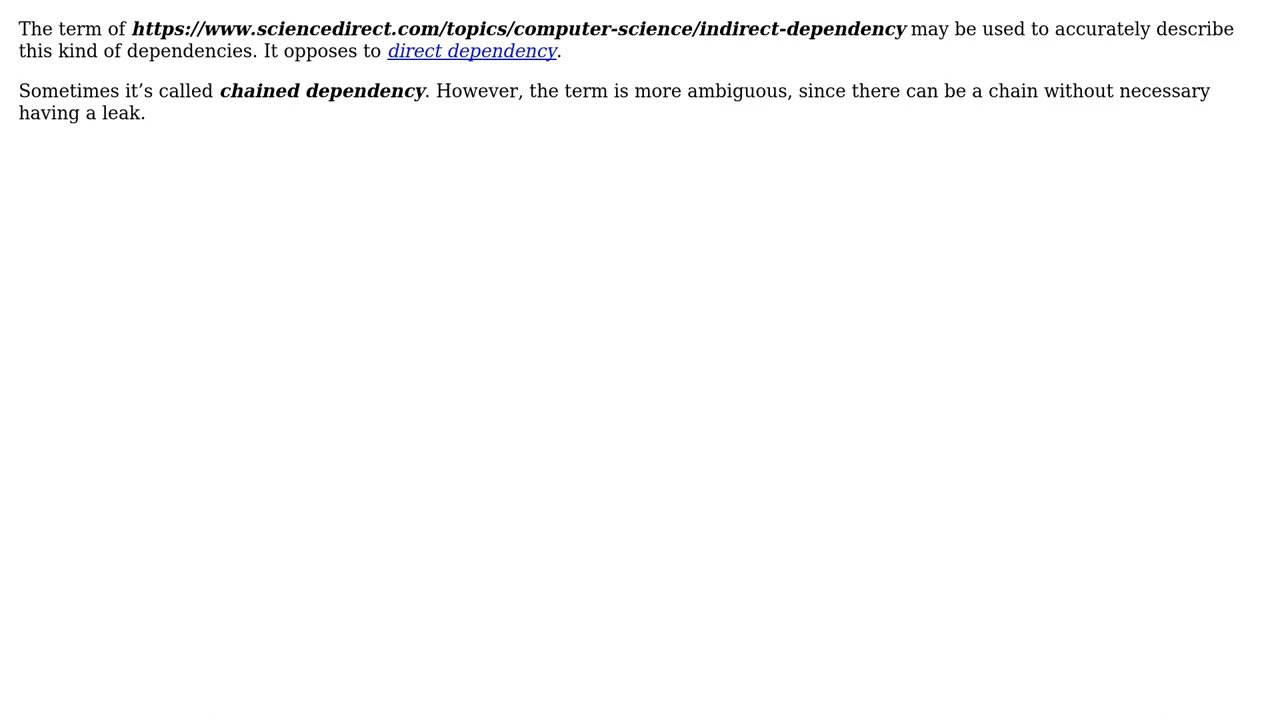 The term of https://www.sciencedirect.com/topics/computer-science/indirect-dependency may be used to accurately describe
this kind of dependencies. It opposes to direct dependency.
Sometimes it’s called chained dependency. However, the term is more ambiguous, since there can be a chain without necessary
having a leak.